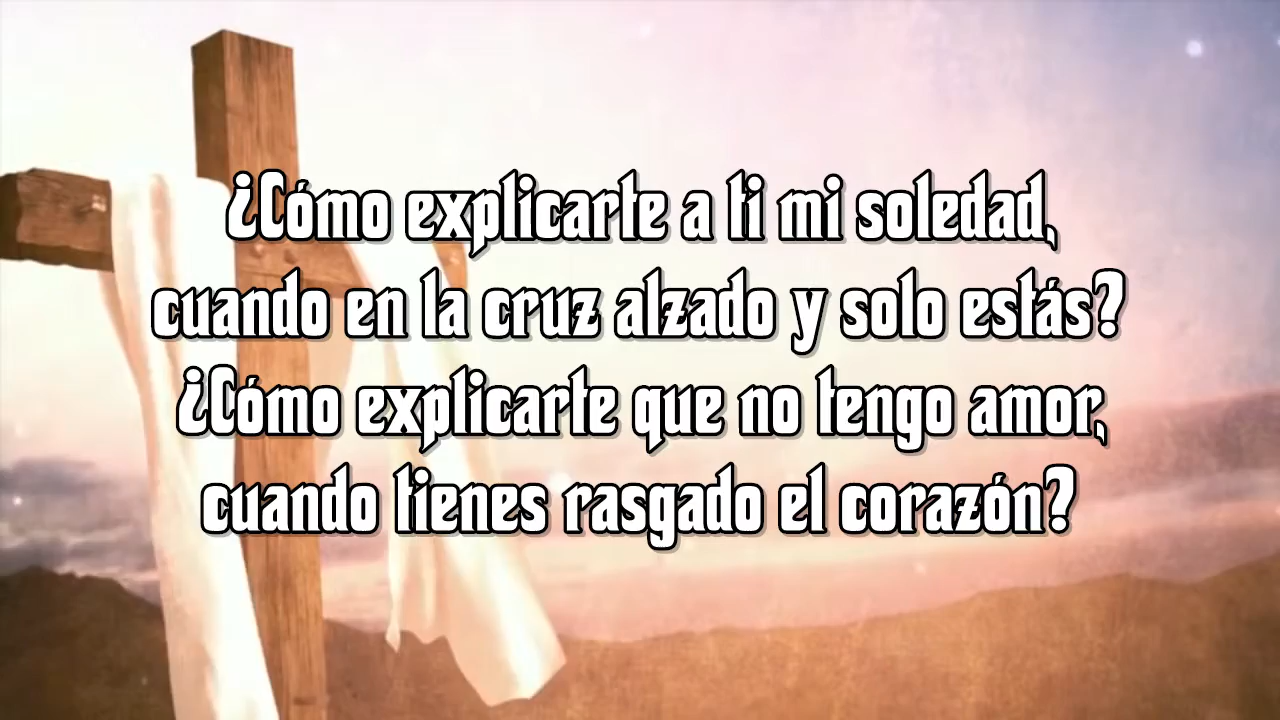 ¿Cómo explicarte a ti mi soledad,
cuando en la cruz alzado y solo estás?
¿Cómo explicarte que no tengo amor,
cuando tienes rasgado el corazón?